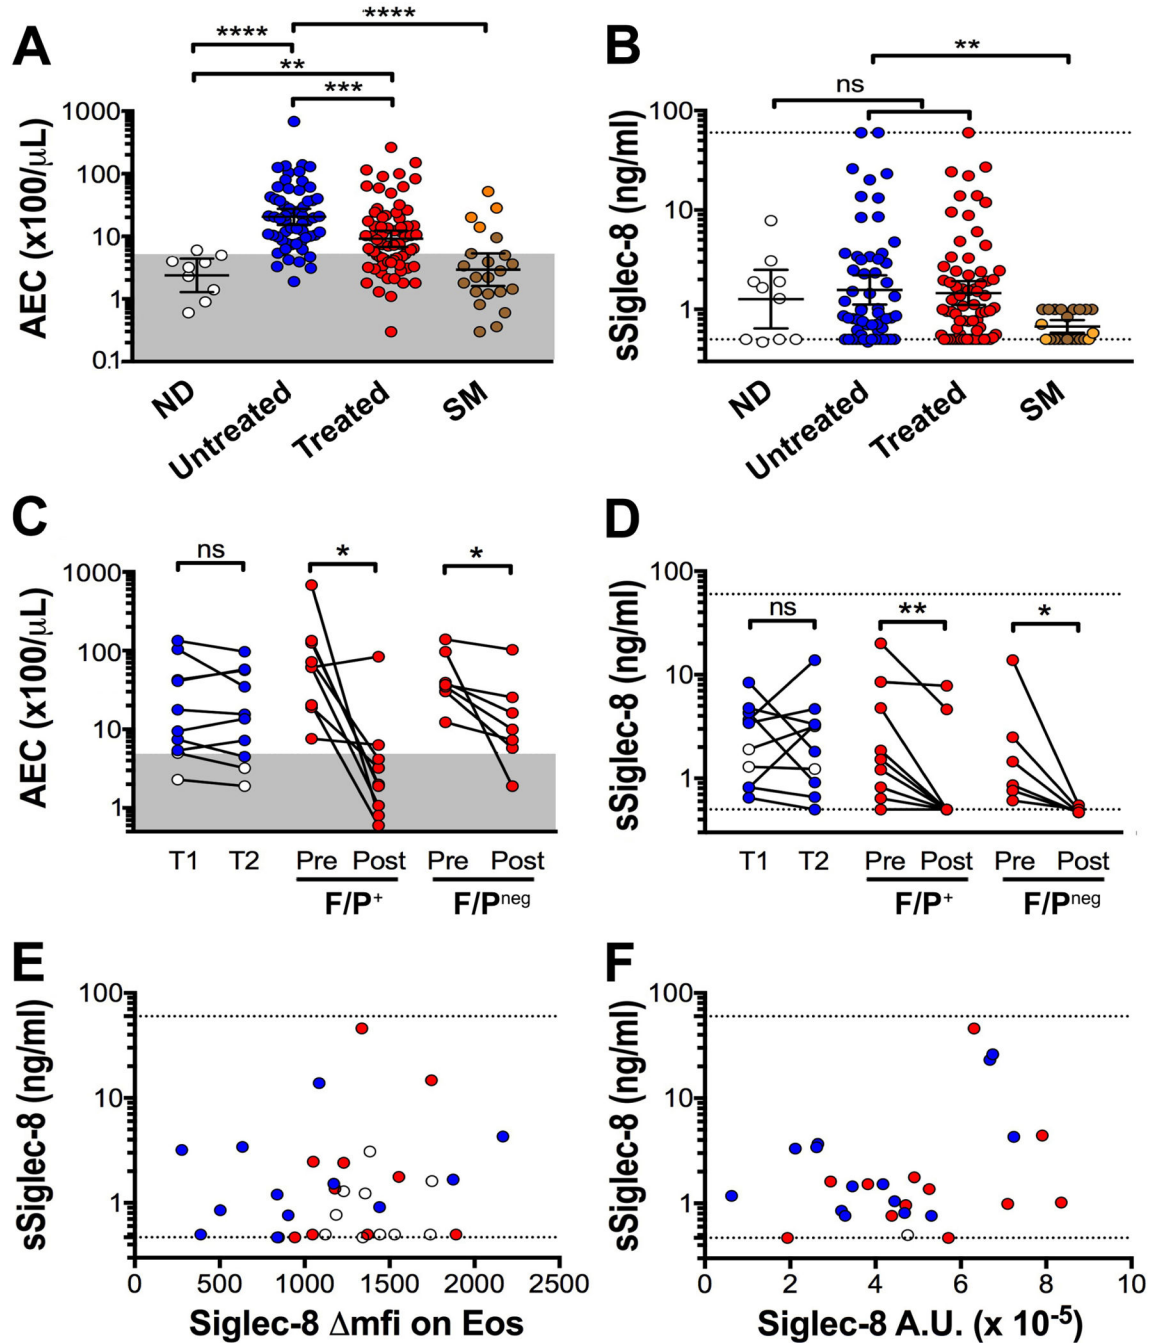 A
****
****
**
***
AEC (x100/μL)
1000
100
10
1
0.1
ND
Untreated
Treated
SM
B
**
ns
sSiglec-8 (ng/ml)
100
10
1
ND
Untreated
Treated
SM
C
ns
*
*
AEC (x100/μL)
1000
100
10
1
T1 T2 Pre Post Pre Post
F/P⁺ F/Pⁿᵉᵍ
D
ns
**
*
sSiglec-8 (ng/ml)
100
10
1
T1 T2 Pre Post Pre Post
F/P⁺ F/Pⁿᵉᵍ
E
sSiglec-8 (ng/ml)
100
10
1
0 500 1000 1500 2000 2500
Siglec-8 Δmfi on Eos
F
sSiglec-8 (ng/ml)
100
10
1
0 2 4 6 8 10
Siglec-8 A.U. (x 10⁻⁵)